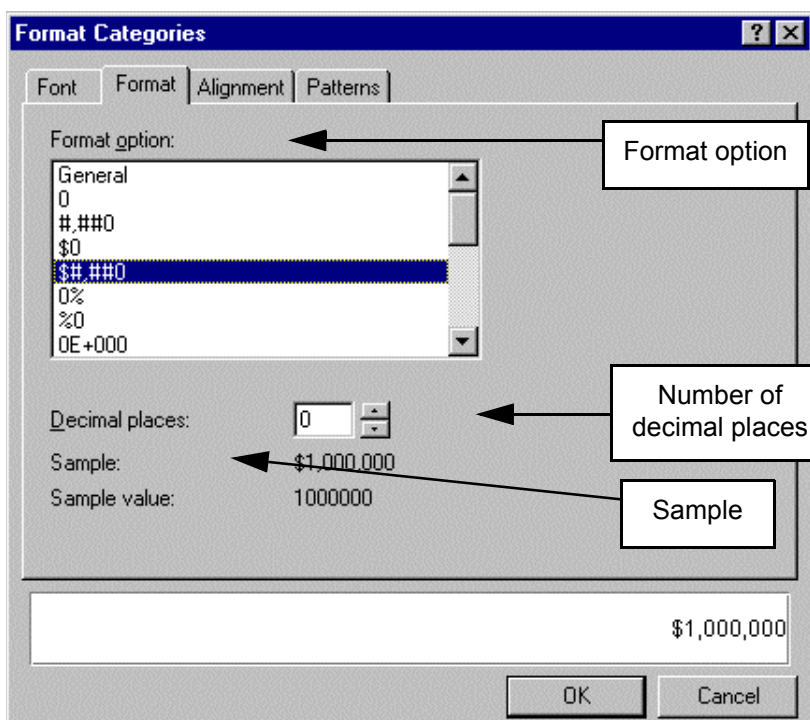 Format Categories
Font Format Alignment Patterns
Format option:
Format option
General
0
#,##0
$0
$#,##0
0%
%0
0E+000
Number of
decimal places
Decimal places: 0
Sample: $1,000,000
Sample value: 1000000
Sample
$1,000,000
OK Cancel